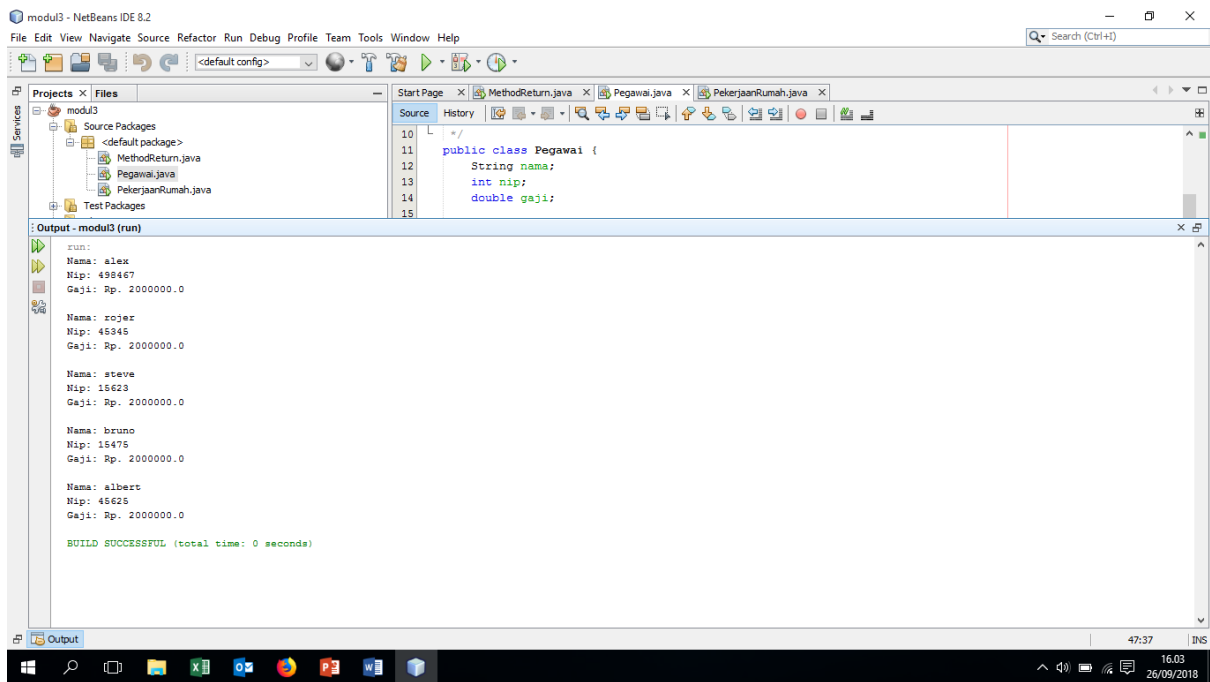 modul3 - NetBeans IDE 8.2
File Edit View Navigate Source Refactor Run Debug Profile Team Tools Window Help
Search (Ctrl+I)
<default config>
Projects Files
Start Page MethodReturn.java Pegawai.java PekerjaanRumah.java
Services
modul3
Source Packages
<default package>
MethodReturn.java
Pegawai.java
PekerjaanRumah.java
Test Packages
Source History
10 */
11 public class Pegawai {
12 String nama;
13 int nip;
14 double gaji;
15
Output - modul3 (run)
run:
Nama: alex
Nip: 498467
Gaji: Rp. 2000000.0
Nama: rojer
Nip: 45345
Gaji: Rp. 2000000.0
Nama: steve
Nip: 15623
Gaji: Rp. 2000000.0
Nama: bruno
Nip: 15475
Gaji: Rp. 2000000.0
Nama: albert
Nip: 45625
Gaji: Rp. 2000000.0
BUILD SUCCESSFUL (total time: 0 seconds)
Output
47:37 INS
16.03
26/09/2018